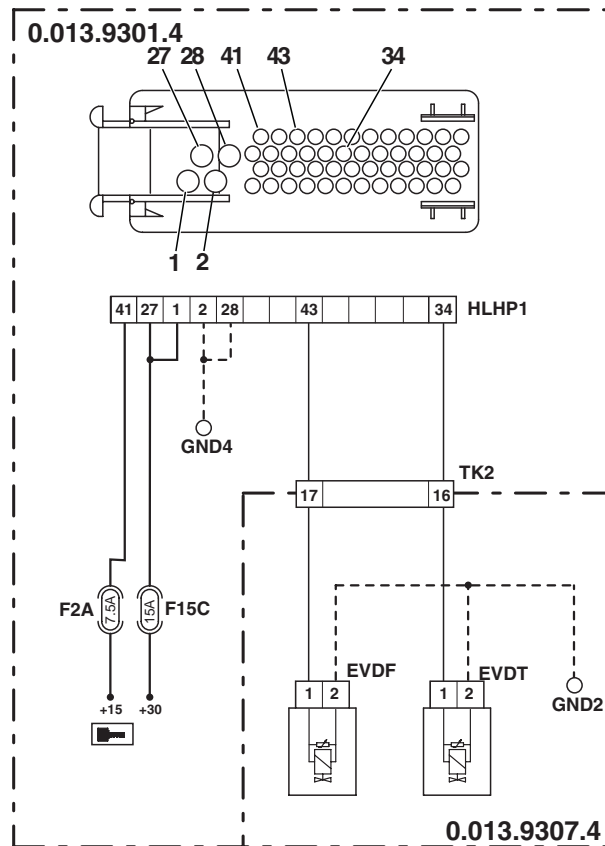 0.013.9301.4
27 28 41 43 34
1 2
41 27 1 2 28 43 34 HLHP1
GND4
TK2
17 16
F2A 7.5A 15A F15C
EVDF EVDT
1 2 1 2
GND2
+15 +30
0.013.9307.4